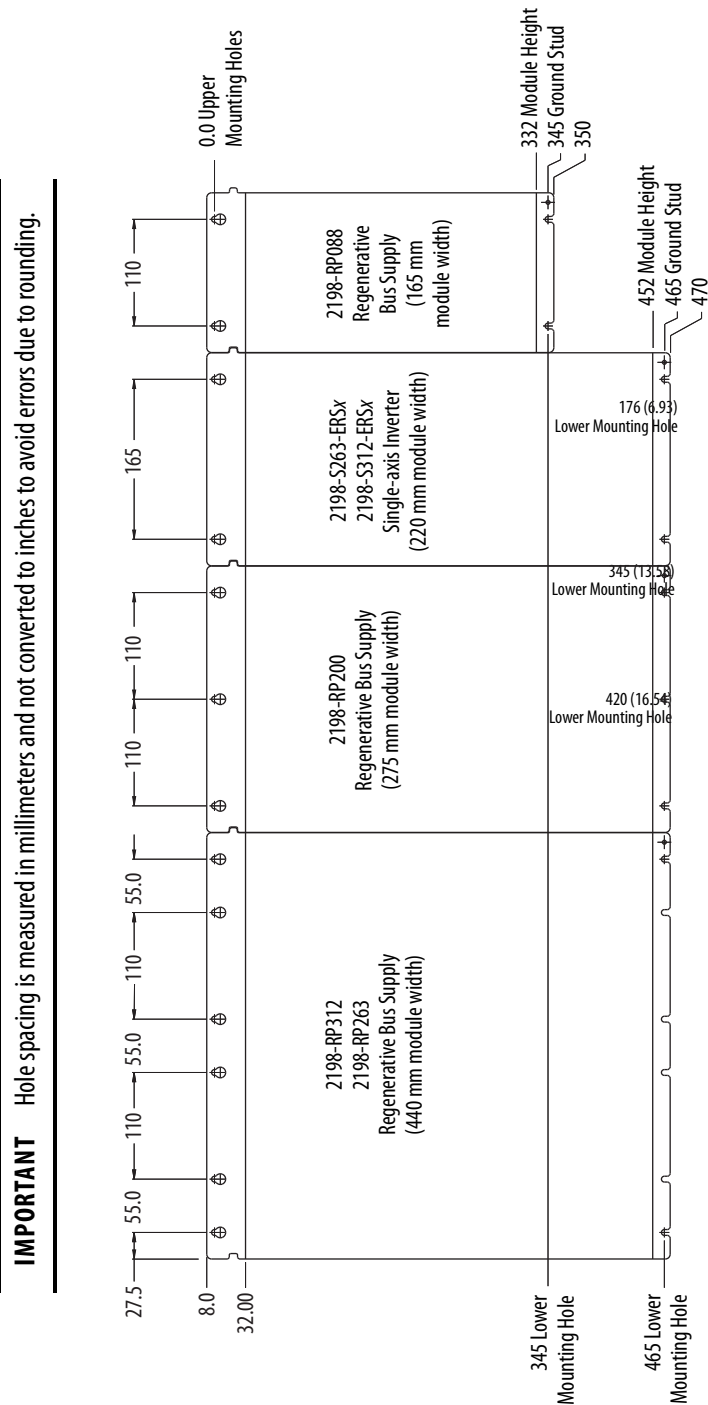 IMPORTANT Hole spacing is measured in millimeters and not converted to inches to avoid errors due to rounding.
27.5
55.0
110
55.0
110
55.0
110
110
165
110
8.0
32.00
0.0 Upper
Mounting Holes
2198-RP312
2198-RP263
Regenerative Bus Supply
(440 mm module width)
2198-RP200
Regenerative Bus Supply
(275 mm module width)
2198-S263-ERSx
2198-S312-ERSx
Single-axis Inverter
(220 mm module width)
2198-RP088
Regenerative
Bus Supply
(165 mm
module width)
332 Module Height
345 Ground Stud
350
345 Lower
Mounting Hole
465 Lower
Mounting Hole
420 (16.54)
Lower Mounting Hole
345 (13.58)
Lower Mounting Hole
176 (6.93)
Lower Mounting Hole
452 Module Height
465 Ground Stud
470